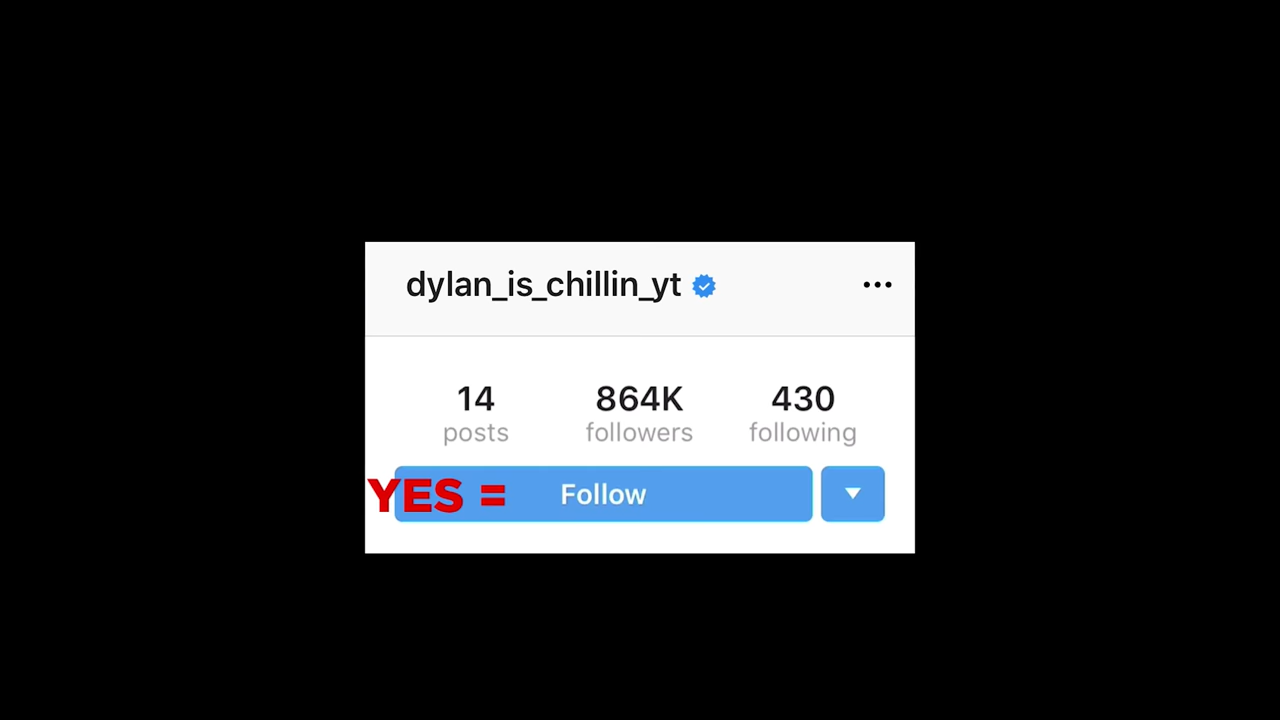 dylan_is_chillin_yt
14 864K 430
posts followers following
YES = Follow